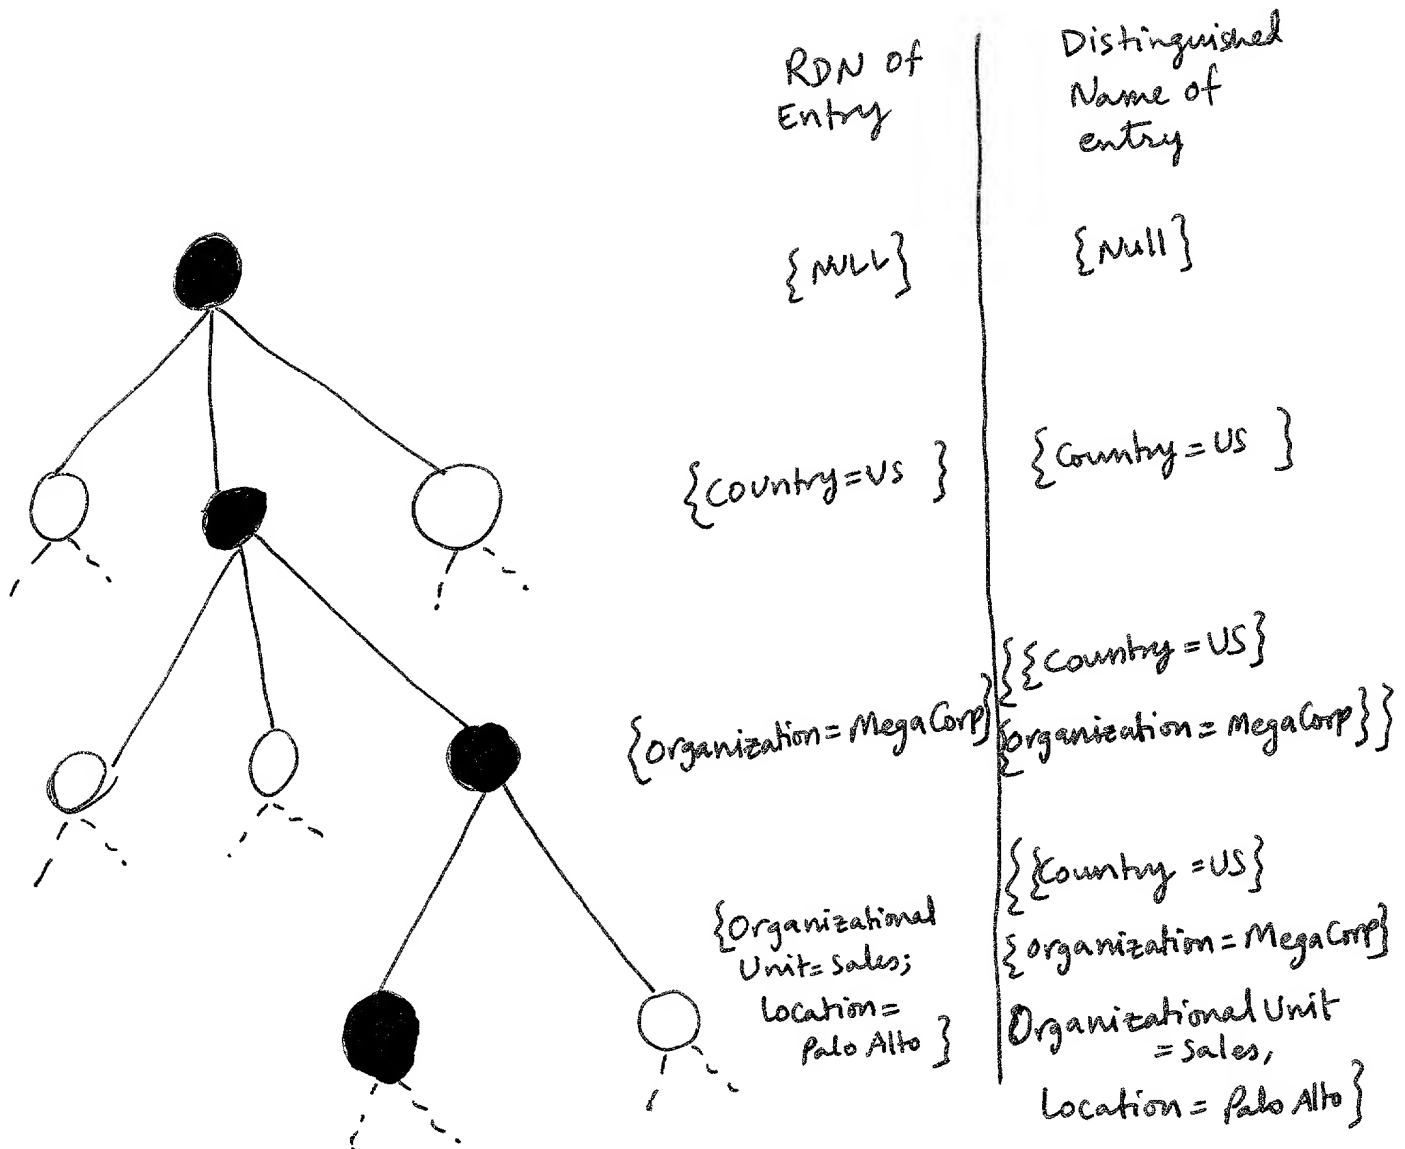 RDN of
Entry
Distinguished
Name of
entry
{NULL}
{Null}
{Country=US }
{Country=US }
{Organization=MegaCorp}
{{Country=US}
{Organization=MegaCorp}}
{Organizational
Unit=Sales;
Location=
Palo Alto }
{{Country =US}
{Organization=MegaCorp}
Organizational Unit
=Sales,
Location= Palo Alto}